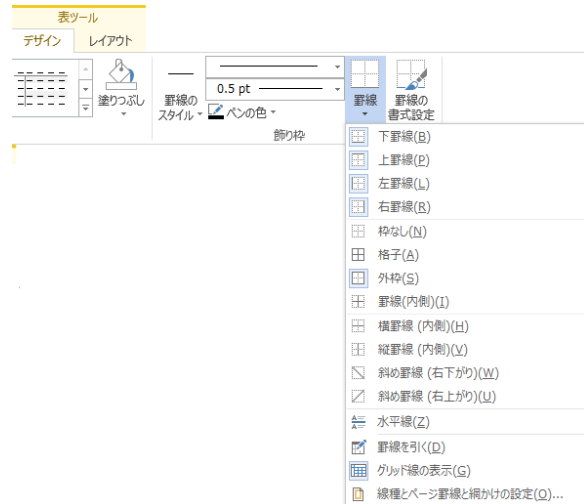 表ツール
デザイン レイアウト
塗りつぶし
罫線の
スタイル
0.5 pt
ペンの色
罫線
罫線の
書式設定
飾り枠
下罫線(B)
上罫線(P)
左罫線(L)
右罫線(R)
枠なし(N)
格子(A)
外枠(S)
罫線(内側)(I)
横罫線 (内側)(H)
縦罫線 (内側)(V)
斜め罫線 (右下がり)(W)
斜め罫線 (右上がり)(U)
水平線(Z)
罫線を引く(D)
グリッド線の表示(G)
線種とページ罫線と網かけの設定(O)...